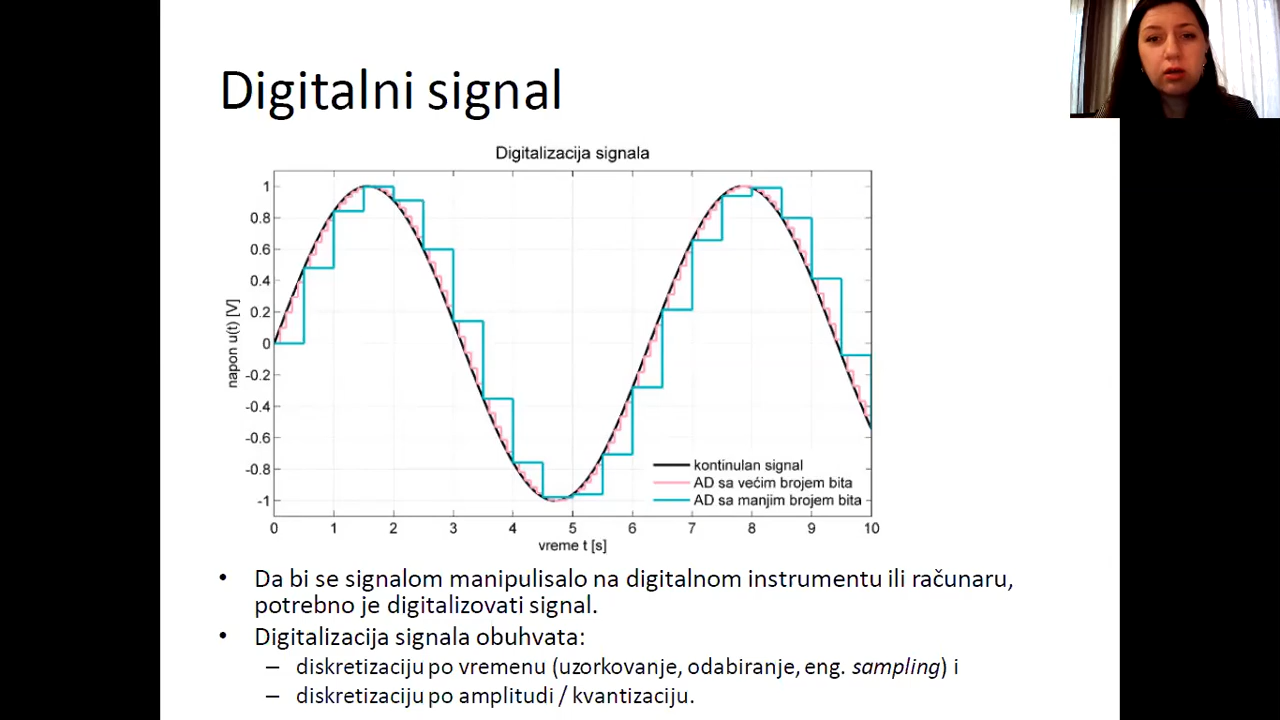 Digitalni signal
Digitalizacija signala
1
0.8
0.6
0.4
0.2
0
-0.2
-0.4
-0.6
-0.8
-1
napon u(t) [V]
kontinulan signal
AD sa većim brojem bita
AD sa manjim brojem bita
0 1 2 3 4 5 6 7 8 9 10
vreme t [s]
• Da bi se signalom manipulisalo na digitalnom instrumentu ili računaru,
potrebno je digitalizovati signal.
• Digitalizacija signala obuhvata:
– diskretizaciju po vremenu (uzorkovanje, odabiranje, eng. sampling) i
– diskretizaciju po amplitudi / kvantizaciju.